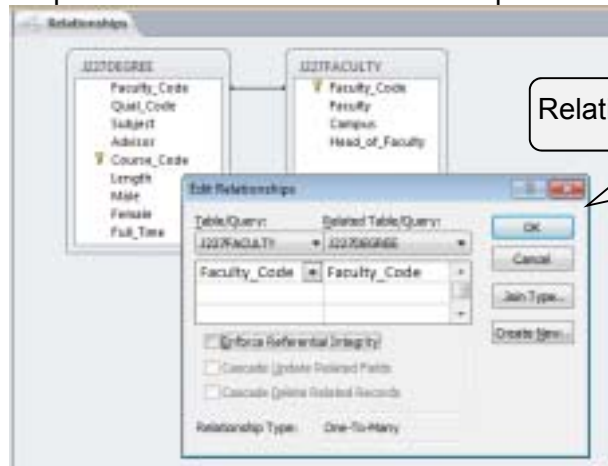 Relationships
J227DEGREE
Faculty_Code
Qual_Code
Subject
Advisor
Course_Code
Length
Male
Female
Full_Time
J227FACULTY
Faculty_Code
Faculty
Campus
Head_of_Faculty
Relat
Edit Relationships
Table/Query:
Related Table/Query:
J227FACULTY
J227DEGREE
Faculty_Code
Faculty_Code
Enforce Referential Integrity
Cascade Update Related Fields
Cascade Delete Related Records
Relationship Type:
One-To-Many
OK
Cancel
Join Type...
Create New...